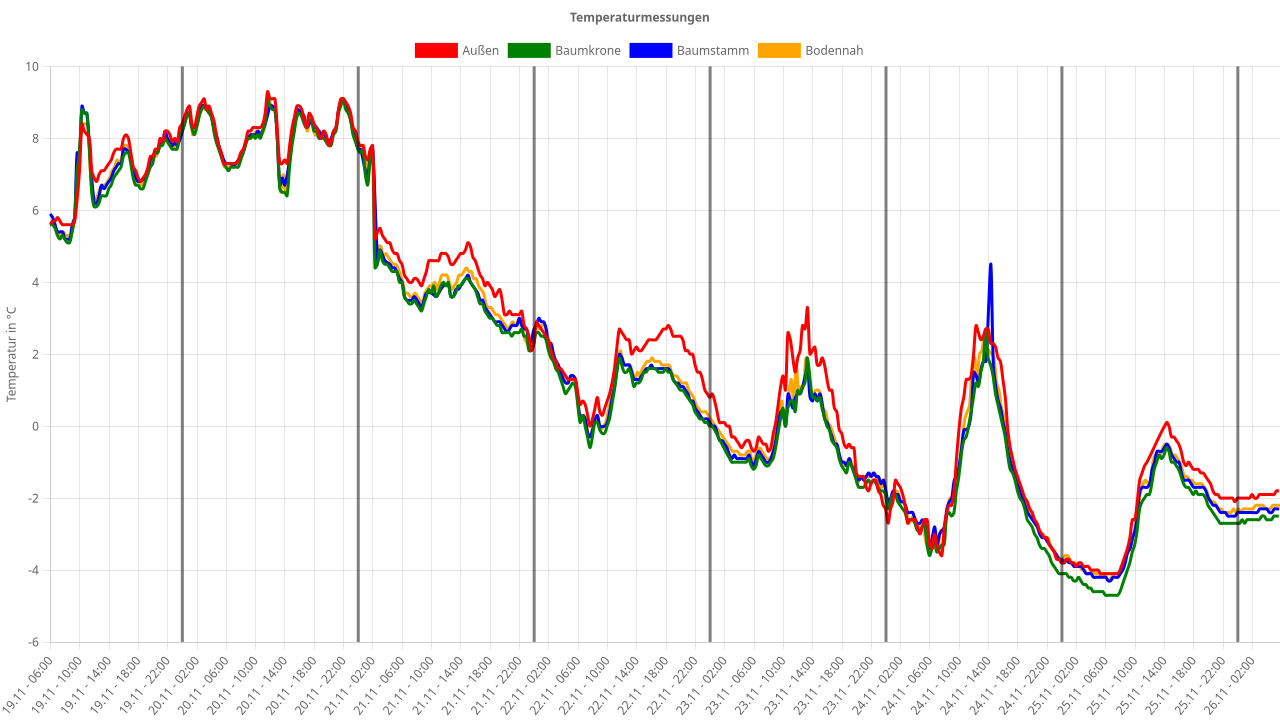 Temperaturmessungen
Außen Baumkrone Baumstamm Bodennah
Temperatur in °C
10
8
6
4
2
0
-2
-4
-6
19.11 - 06:00
19.11 - 10:00
19.11 - 14:00
19.11 - 18:00
19.11 - 22:00
20.11 - 02:00
20.11 - 06:00
20.11 - 10:00
20.11 - 14:00
20.11 - 18:00
20.11 - 22:00
21.11 - 02:00
21.11 - 06:00
21.11 - 10:00
21.11 - 14:00
21.11 - 18:00
21.11 - 22:00
22.11 - 02:00
22.11 - 06:00
22.11 - 10:00
22.11 - 14:00
22.11 - 18:00
22.11 - 22:00
23.11 - 02:00
23.11 - 06:00
23.11 - 10:00
23.11 - 14:00
23.11 - 18:00
23.11 - 22:00
24.11 - 02:00
24.11 - 06:00
24.11 - 10:00
24.11 - 14:00
24.11 - 18:00
24.11 - 22:00
25.11 - 02:00
25.11 - 06:00
25.11 - 10:00
25.11 - 14:00
25.11 - 18:00
25.11 - 22:00
26.11 - 02:00